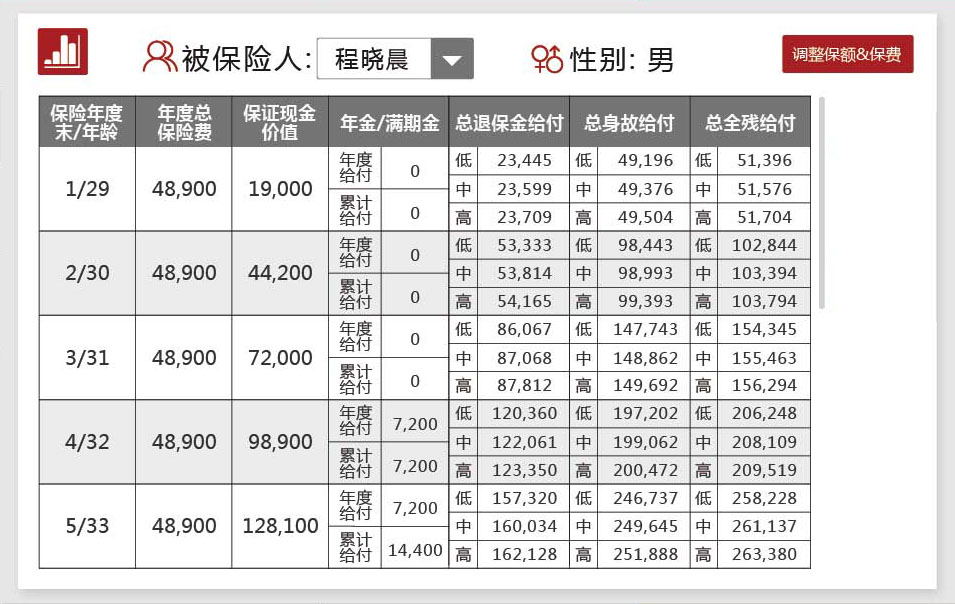 被保险人: 程晓晨 性别: 男 调整保额&保费
保险年度末/年龄 年度总保险费 保证现金价值 年金/满期金 总退保金给付 总身故给付 总全残给付
1/29 48,900 19,000 年度给付 0 低 23,445 低 49,196 低 51,396
中 23,599 中 49,376 中 51,576
累计给付 0 高 23,709 高 49,504 高 51,704
2/30 48,900 44,200 年度给付 0 低 53,333 低 98,443 低 102,844
中 53,814 中 98,993 中 103,394
累计给付 0 高 54,165 高 99,393 高 103,794
3/31 48,900 72,000 年度给付 0 低 86,067 低 147,743 低 154,345
中 87,068 中 148,862 中 155,463
累计给付 0 高 87,812 高 149,692 高 156,294
4/32 48,900 98,900 年度给付 7,200 低 120,360 低 197,202 低 206,248
中 122,061 中 199,062 中 208,109
累计给付 7,200 高 123,350 高 200,472 高 209,519
5/33 48,900 128,100 年度给付 7,200 低 157,320 低 246,737 低 258,228
中 160,034 中 249,645 中 261,137
累计给付 14,400 高 162,128 高 251,888 高 263,380